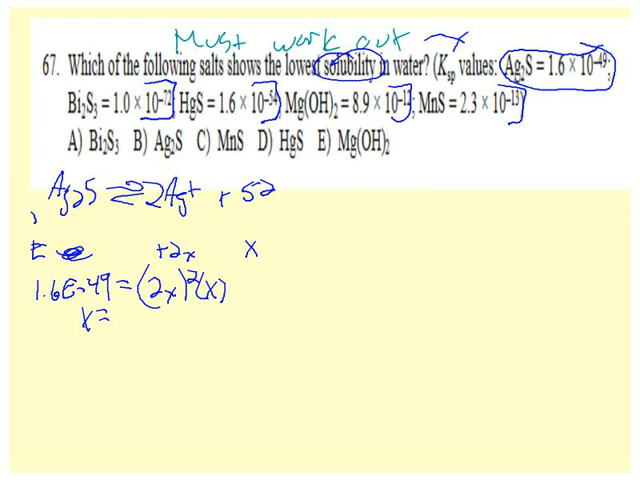 Must work out x
67. Which of the following salts shows the lowest solubility in water? (Ksp values: Ag2S = 1.6 × 10–49;
Bi2S3 = 1.0 × 10–72; HgS = 1.6 × 10–54; Mg(OH)2 = 8.9 × 10–12; MnS = 2.3 × 10–13)
A) Bi2S3 B) Ag2S C) MnS D) HgS E) Mg(OH)2
Ag2S ⇌ 2Ag+ + S2
E +2x x
1.6E-49 = (2x)²(x)
x=